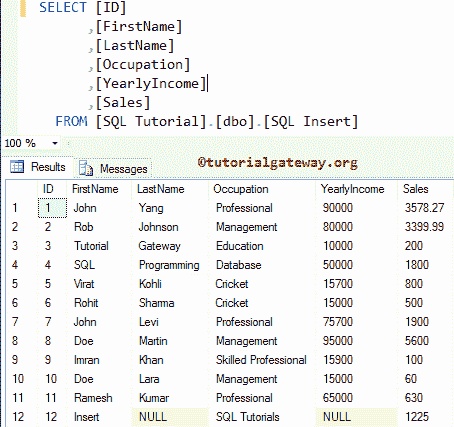 SELECT [ID]
,[FirstName]
,[LastName]
,[Occupation]
,[YearlyIncome]
,[Sales]
FROM [SQL Tutorial].[dbo].[SQL Insert]
100 %
Results Messages ©tutorialgateway.org
ID FirstName LastName Occupation YearlyIncome Sales
1 1 John Yang Professional 90000 3578.27
2 2 Rob Johnson Management 80000 3399.99
3 3 Tutorial Gateway Education 10000 200
4 4 SQL Programming Database 50000 1800
5 5 Virat Kohli Cricket 15700 800
6 6 Rohit Sharma Cricket 15000 500
7 7 John Levi Professional 75700 1900
8 8 Doe Martin Management 95000 5600
9 9 Imran Khan Skilled Professional 15900 100
10 10 Doe Lara Management 15000 60
11 11 Ramesh Kumar Professional 65000 630
12 12 Insert NULL SQL Tutorials NULL 1225